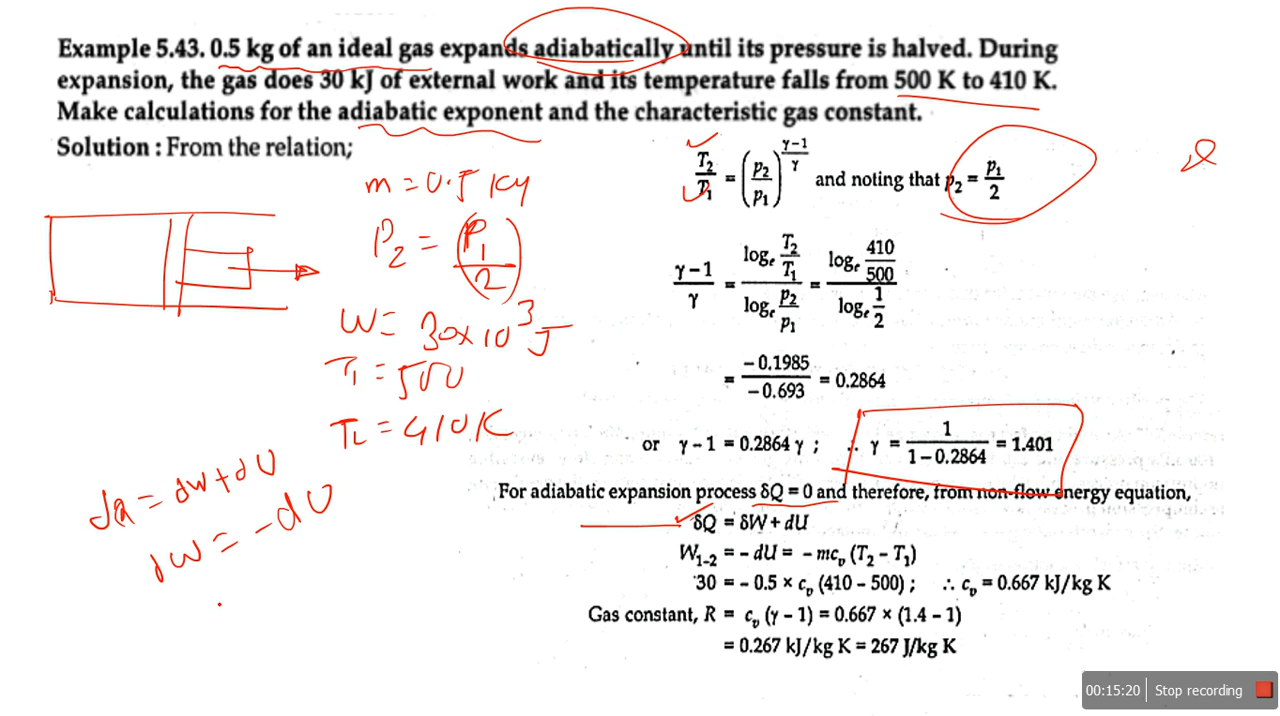 Example 5.43. 0.5 kg of an ideal gas expands adiabatically until its pressure is halved. During
expansion, the gas does 30 kJ of external work and its temperature falls from 500 K to 410 K.
Make calculations for the adiabatic exponent and the characteristic gas constant.
Solution : From the relation;
m = 0.5 Kg
P₂ = (P₁/2)
W = 30×10³ J
T₁ = 500
T₂ = 410 K
dQ = dW + dU
dW = -dU
T₂/T₁ = (p₂/p₁)^((γ−1)/γ) and noting that p₂ = p₁/2
(γ−1)/γ = (logₑ T₂/T₁)/(logₑ p₂/p₁) = (logₑ 410/500)/(logₑ 1/2)
= −0.1985/−0.693 = 0.2864
or γ − 1 = 0.2864 γ ; ∴ γ = 1/(1−0.2864) = 1.401
For adiabatic expansion process δQ = 0 and therefore, from non-flow energy equation,
δQ = δW + dU
W₁₋₂ = − dU = − mcᵥ (T₂ − T₁)
30 = − 0.5 × cᵥ (410 − 500) ; ∴ cᵥ = 0.667 kJ/kg K
Gas constant, R = cᵥ (γ − 1) = 0.667 × (1.4 − 1)
= 0.267 kJ/kg K = 267 J/kg K
00:15:20 Stop recording